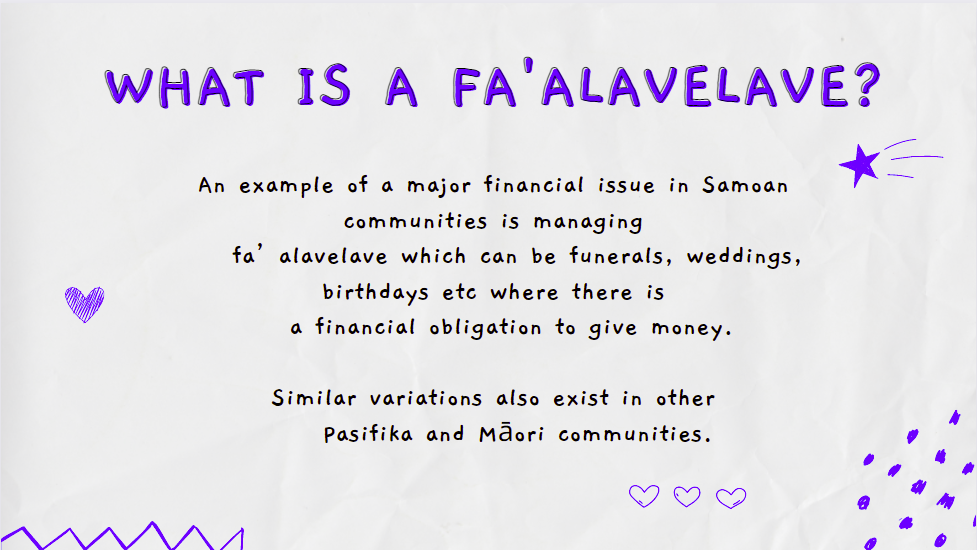 WHAT IS A FA'ALAVELAVE?
An example of a major financial issue in Samoan
communities is managing
fa’ alavelave which can be funerals, weddings,
birthdays etc where there is
a financial obligation to give money.
Similar variations also exist in other
Pasifika and Māori communities.